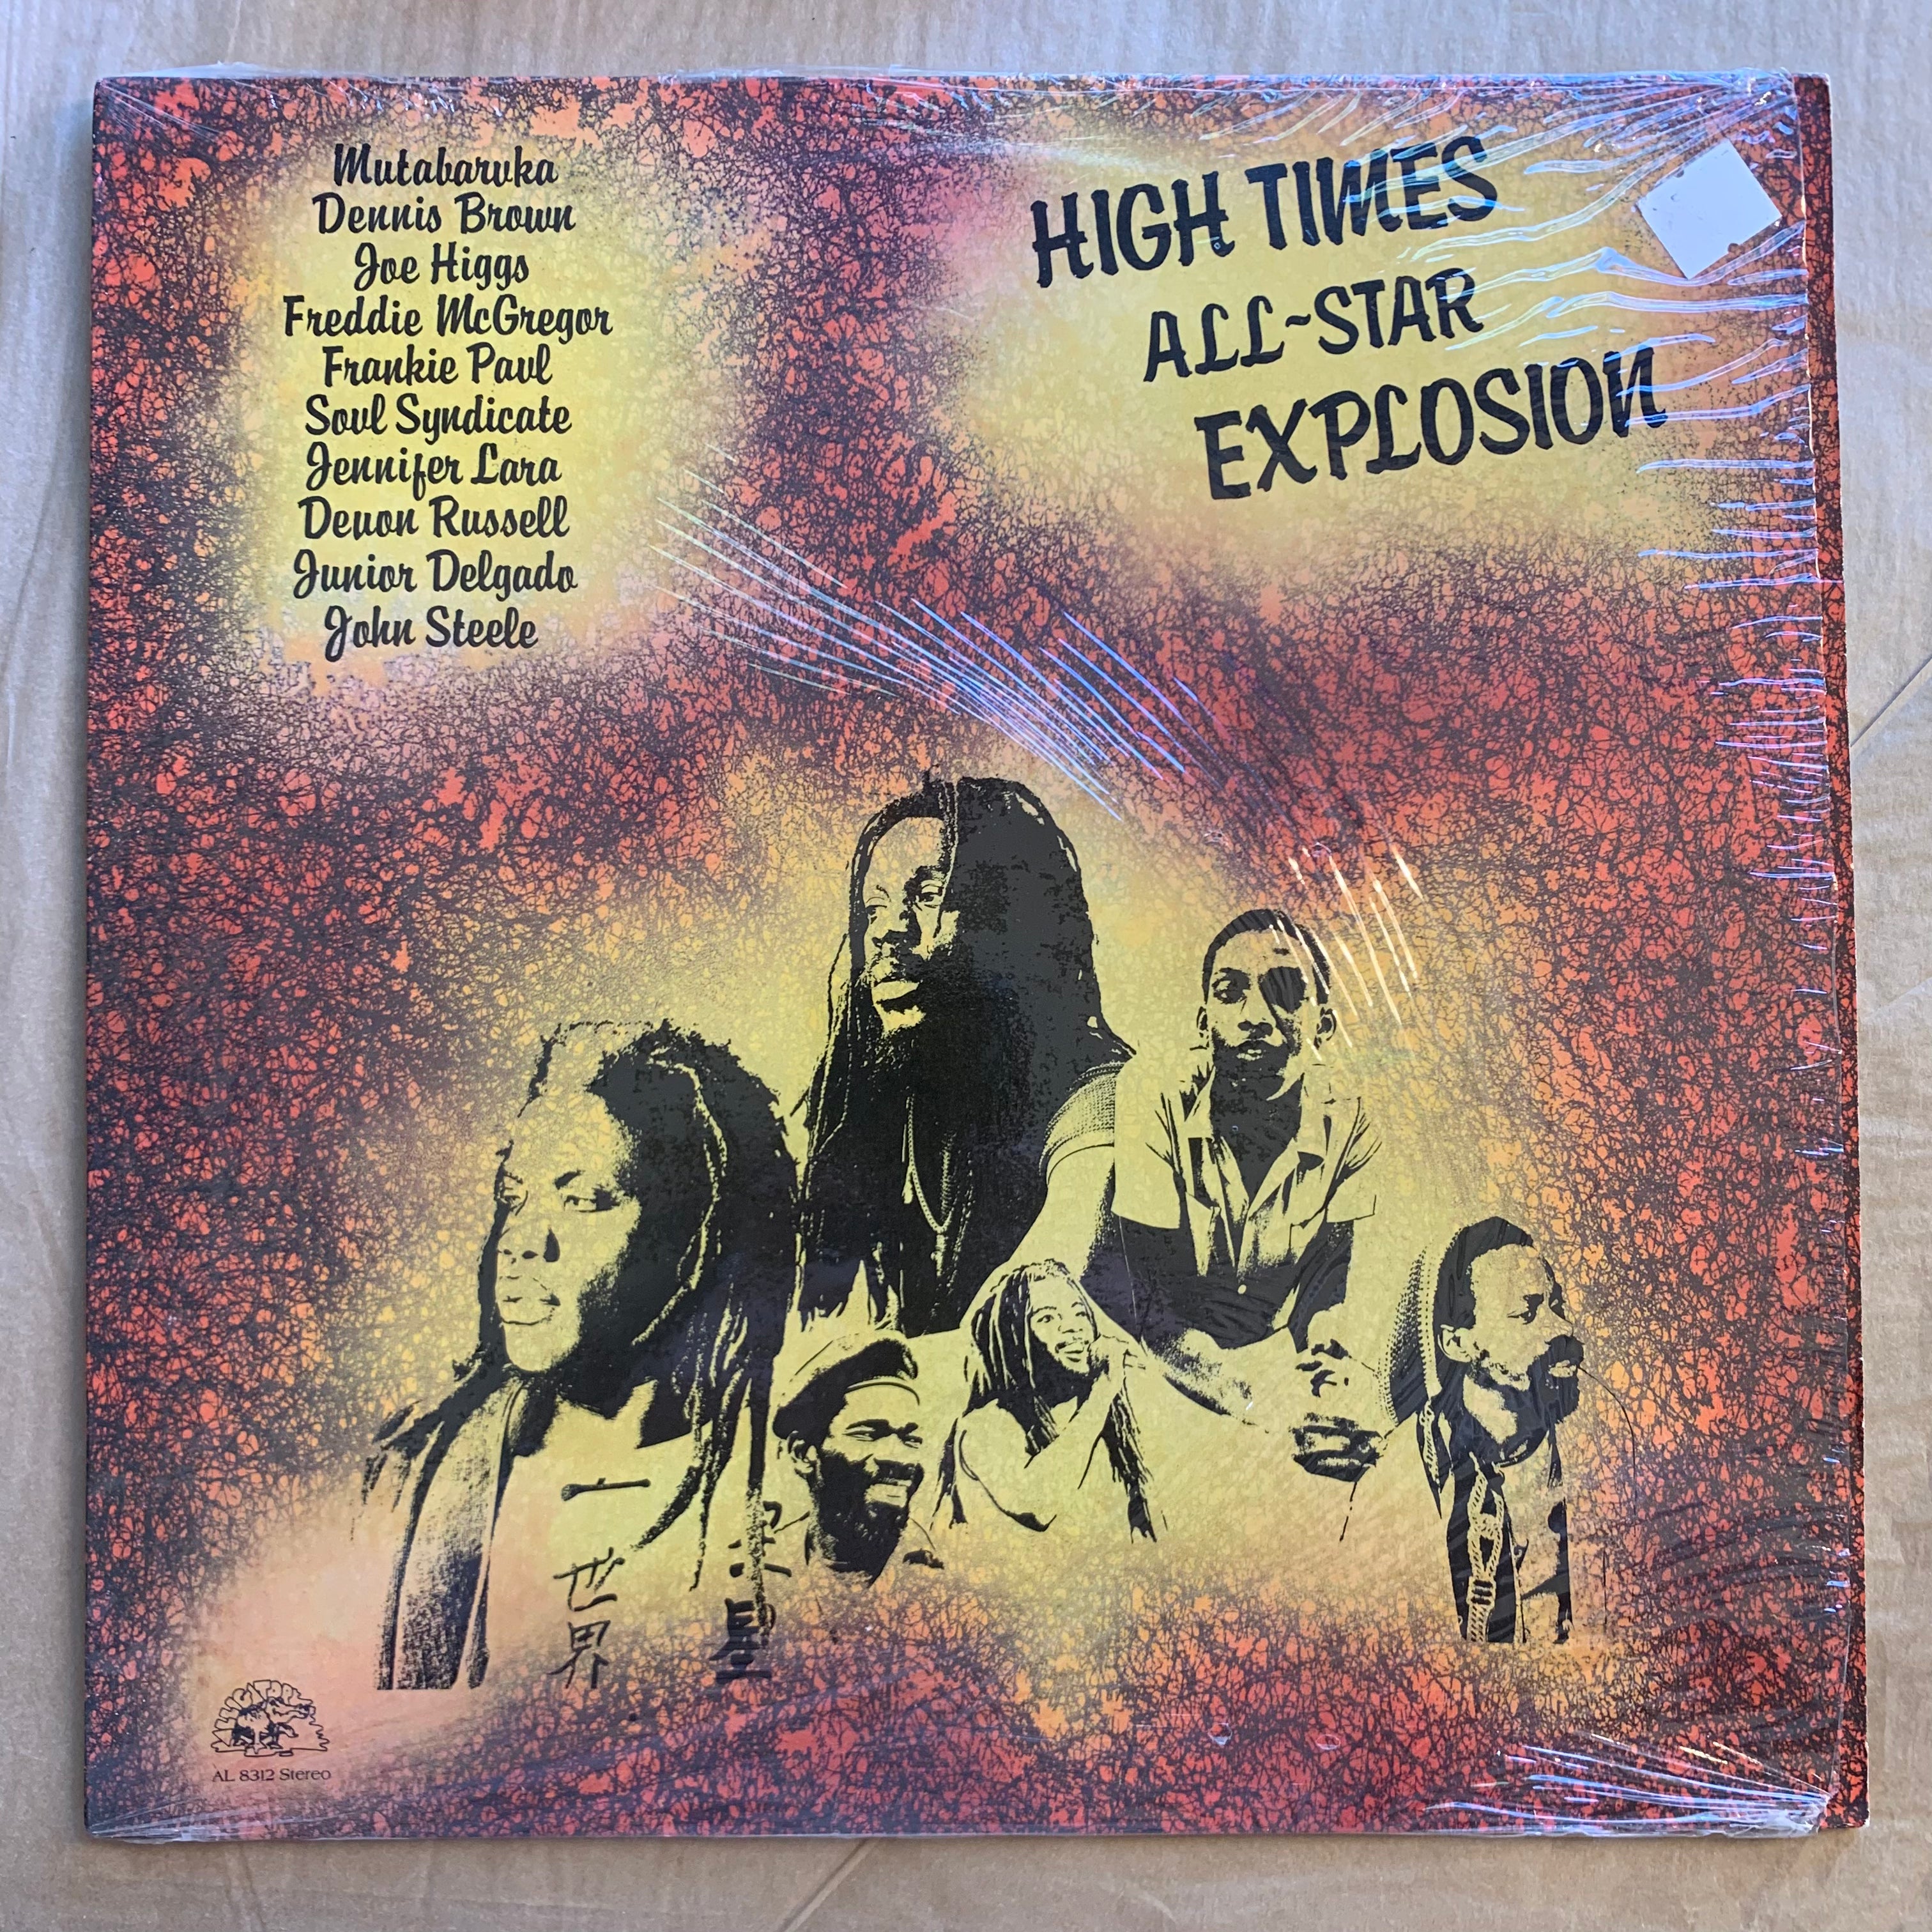 Mutabaruka
Dennis Brown
Joe Higgs
Freddie McGregor
Frankie Paul
Soul Syndicate
Jennifer Lara
Devon Russell
Junior Delgado
John Steele
HIGH TIMES
ALL-STAR
EXPLOSION
一
世
界
ALLIGATOR
AL 8312 Stereo